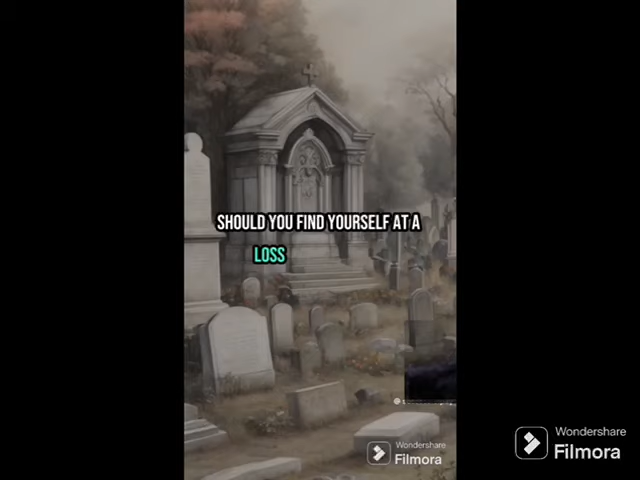 SHOULD YOU FIND YOURSELF AT A
LOSS
Wondershare
Filmora
Wondershare
Filmora